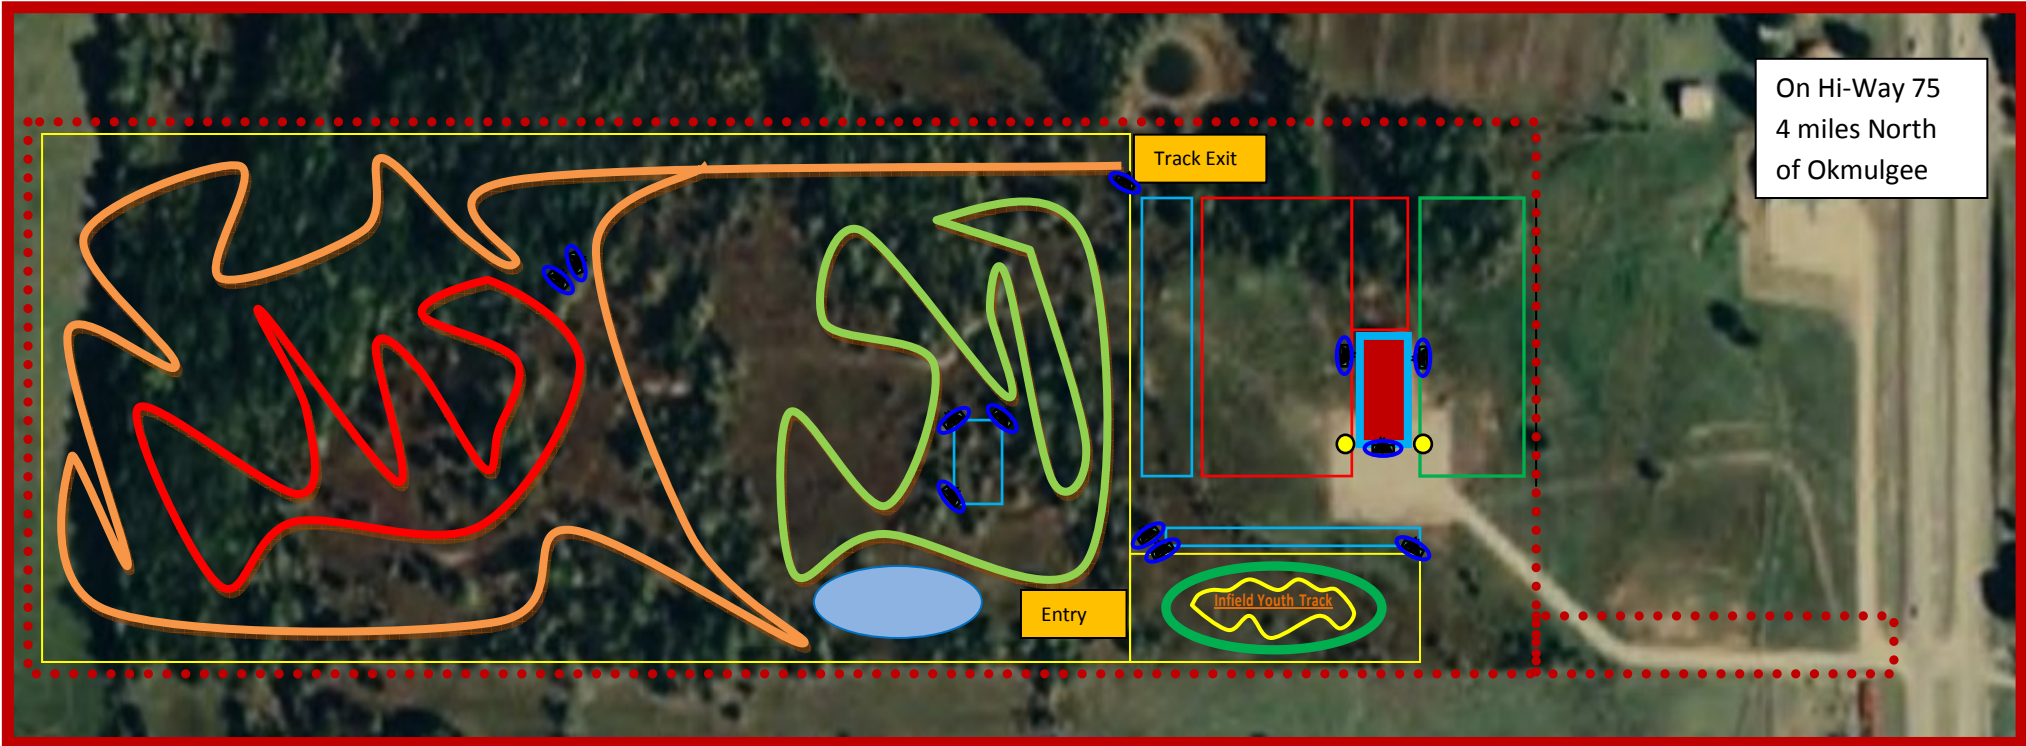 On Hi-Way 75
4 miles North
of Okmulgee
Track Exit
Entry
Infield Youth Track